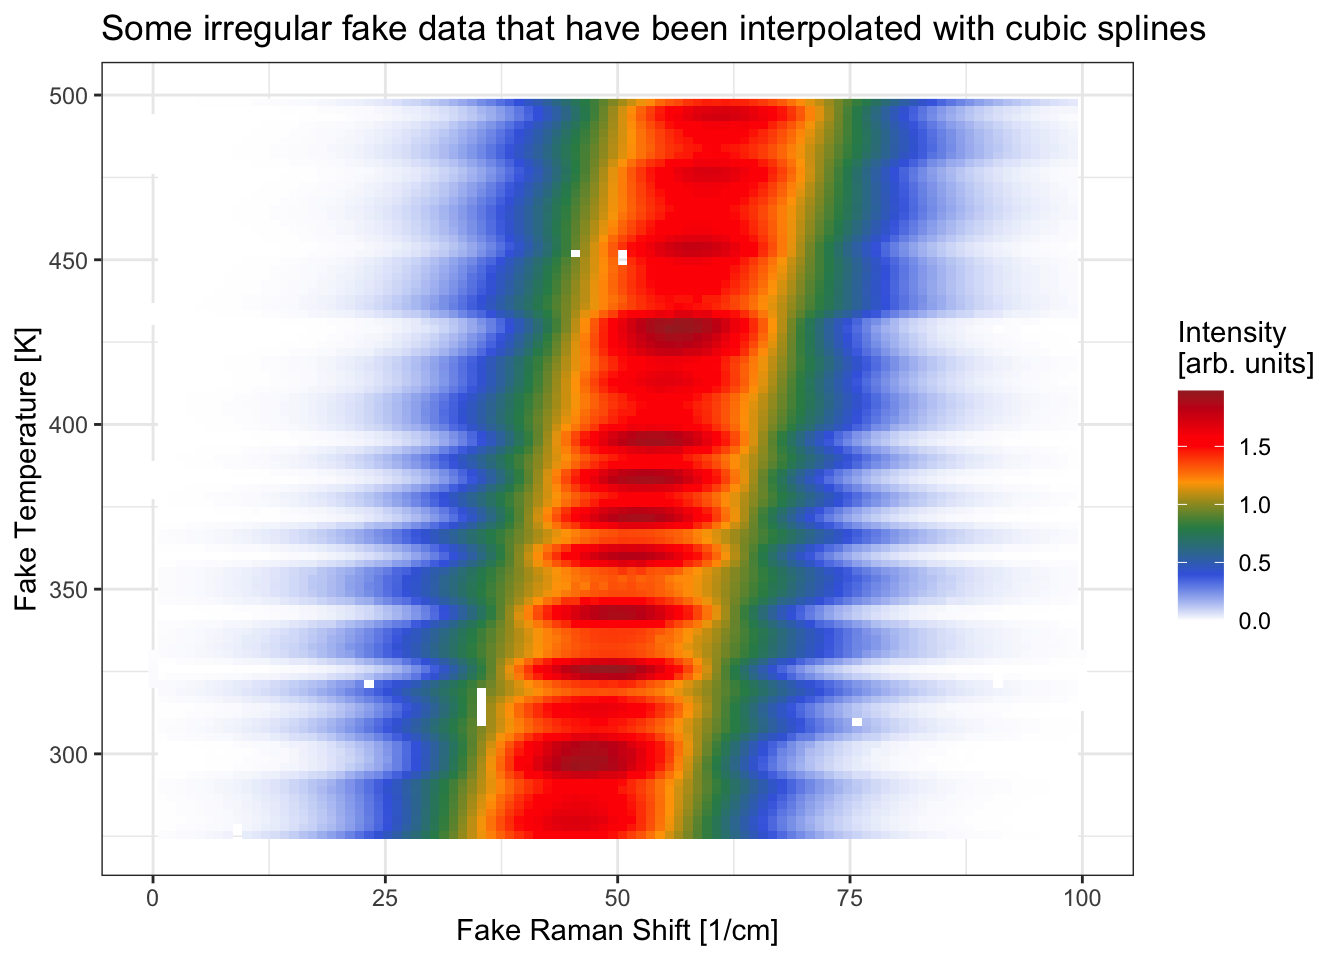 Some irregular fake data that have been interpolated with cubic splines
500
450
400
350
300
Fake Temperature [K]
0 25 50 75 100
Fake Raman Shift [1/cm]
Intensity
[arb. units]
1.5
1.0
0.5
0.0